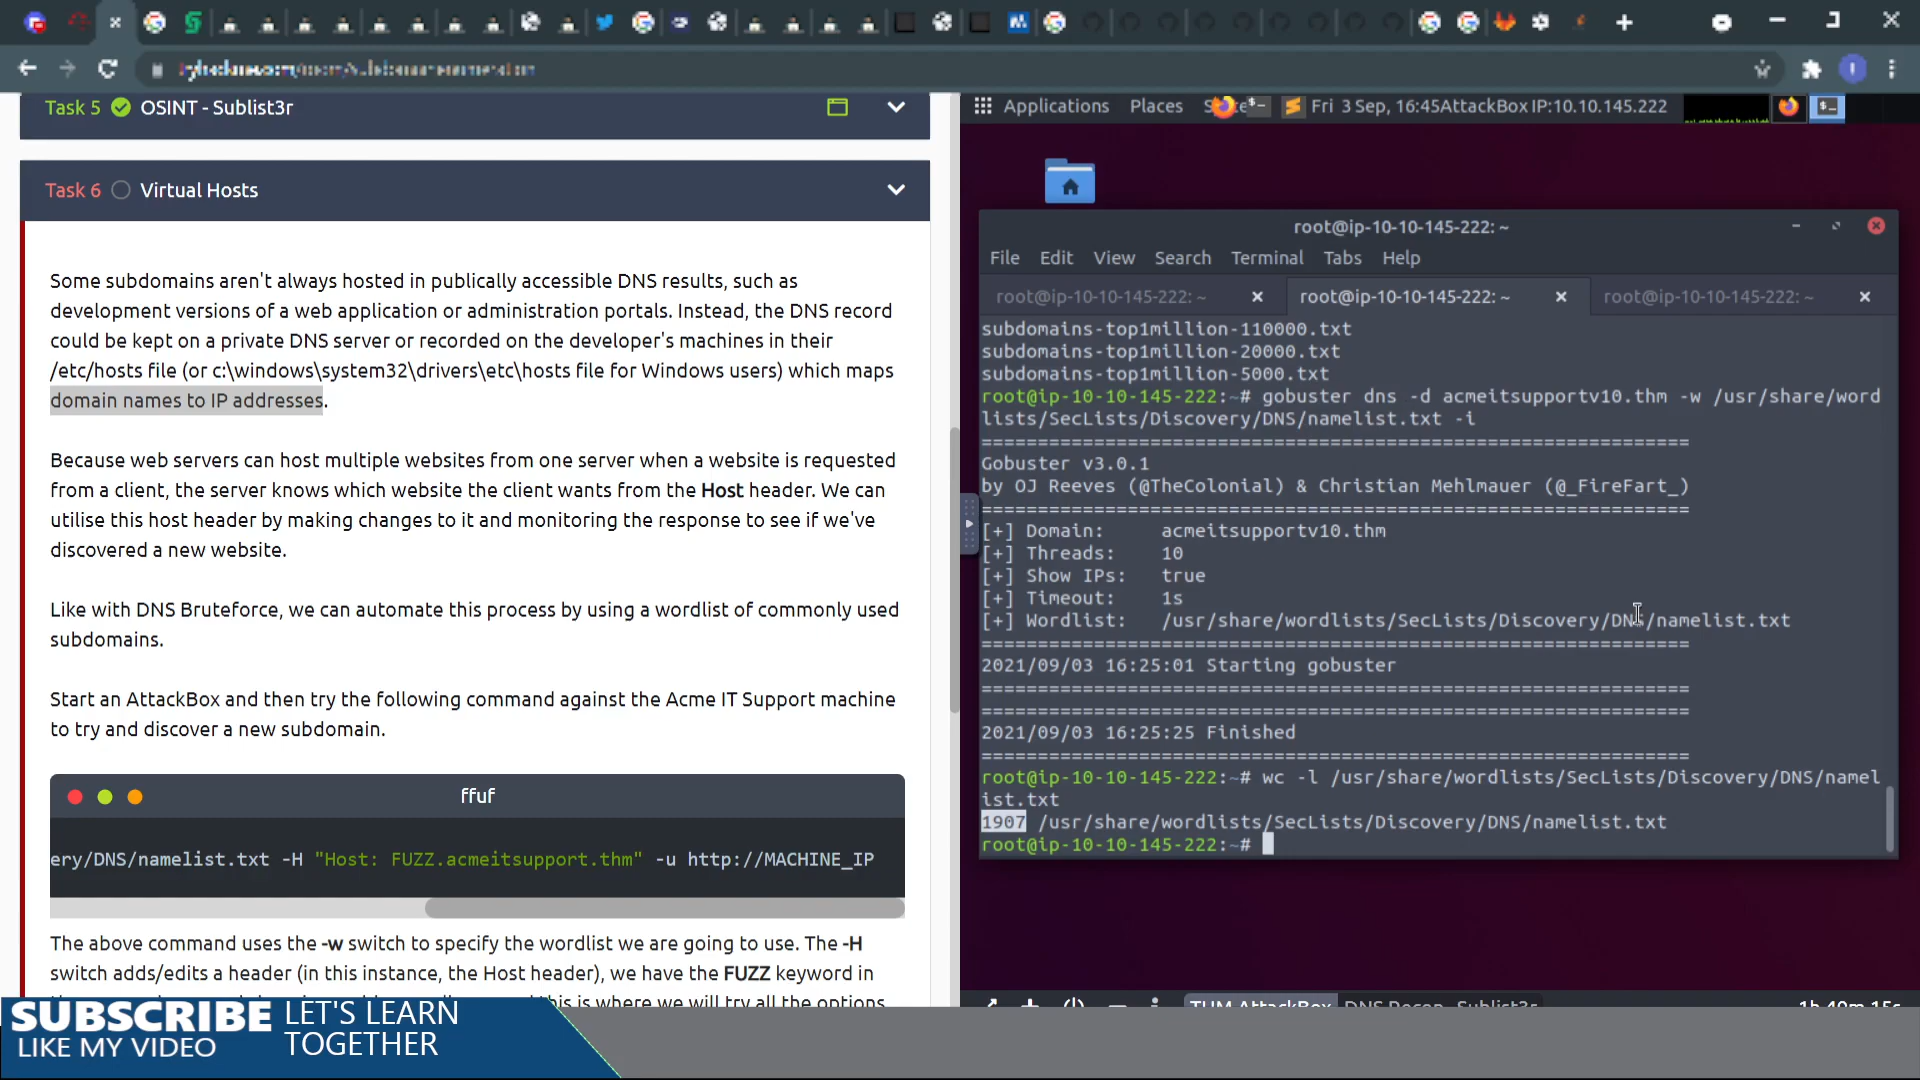 Task 5 OSINT - Sublist3r
Task 6 Virtual Hosts
Some subdomains aren't always hosted in publically accessible DNS results, such as
development versions of a web application or administration portals. Instead, the DNS record
could be kept on a private DNS server or recorded on the developer's machines in their
/etc/hosts file (or c:\windows\system32\drivers\etc\hosts file for Windows users) which maps
domain names to IP addresses.
Because web servers can host multiple websites from one server when a website is requested
from a client, the server knows which website the client wants from the Host header. We can
utilise this host header by making changes to it and monitoring the response to see if we've
discovered a new website.
Like with DNS Bruteforce, we can automate this process by using a wordlist of commonly used
subdomains.
Start an AttackBox and then try the following command against the Acme IT Support machine
to try and discover a new subdomain.
ffuf
ery/DNS/namelist.txt -H "Host: FUZZ.acmeitsupport.thm" -u http://MACHINE_IP
The above command uses the -w switch to specify the wordlist we are going to use. The -H
switch adds/edits a header (in this instance, the Host header), we have the FUZZ keyword in
this is where we will try all the options
SUBSCRIBE
LIKE MY VIDEO
LET'S LEARN
TOGETHER
Applications Places Fri 3 Sep, 16:45 AttackBox IP:10.10.145.222
root@ip-10-10-145-222: ~
File Edit View Search Terminal Tabs Help
root@ip-10-10-145-222: ~ root@ip-10-10-145-222: ~ root@ip-10-10-145-222: ~
subdomains-top1million-110000.txt
subdomains-top1million-20000.txt
subdomains-top1million-5000.txt
root@ip-10-10-145-222:~# gobuster dns -d acmeitsupportv10.thm -w /usr/share/word
lists/SecLists/Discovery/DNS/namelist.txt -i
===============================================================
Gobuster v3.0.1
by OJ Reeves (@TheColonial) & Christian Mehlmauer (@_FireFart_)
===============================================================
[+] Domain: acmeitsupportv10.thm
[+] Threads: 10
[+] Show IPs: true
[+] Timeout: 1s
[+] Wordlist: /usr/share/wordlists/SecLists/Discovery/DNS/namelist.txt
===============================================================
2021/09/03 16:25:01 Starting gobuster
===============================================================
===============================================================
2021/09/03 16:25:25 Finished
===============================================================
root@ip-10-10-145-222:~# wc -l /usr/share/wordlists/SecLists/Discovery/DNS/namel
ist.txt
1907 /usr/share/wordlists/SecLists/Discovery/DNS/namelist.txt
root@ip-10-10-145-222:~#
THM AttackBox DNS Recon - Sublist3r 1h 40m 15s